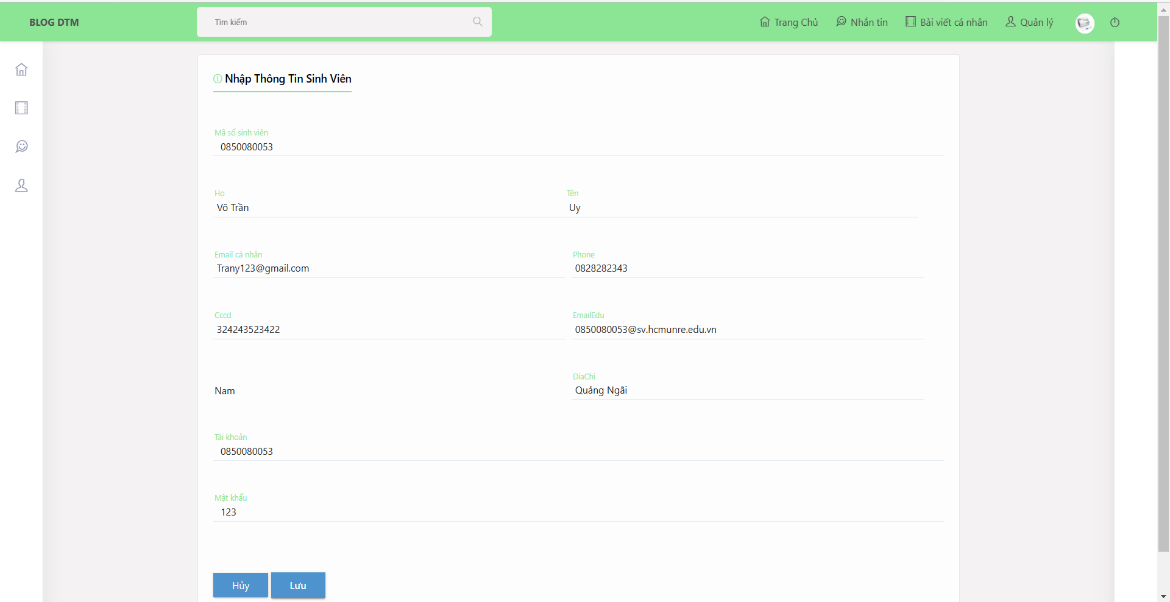 BLOG DTM
Tìm kiếm
Trang Chủ
Nhắn tin
Bài viết cá nhân
Quản lý
Nhập Thông Tin Sinh Viên
Mã số sinh viên
0850080053
Họ
Tên
Võ Trần
Uy
Email cá nhân
Phone
Trany123@gmail.com
0828282343
Cccd
EmailEdu
324243523422
0850080053@sv.hcmunre.edu.vn
DiaChi
Nam
Quảng Ngãi
Tài khoản
0850080053
Mật khẩu
123
Hủy
Lưu